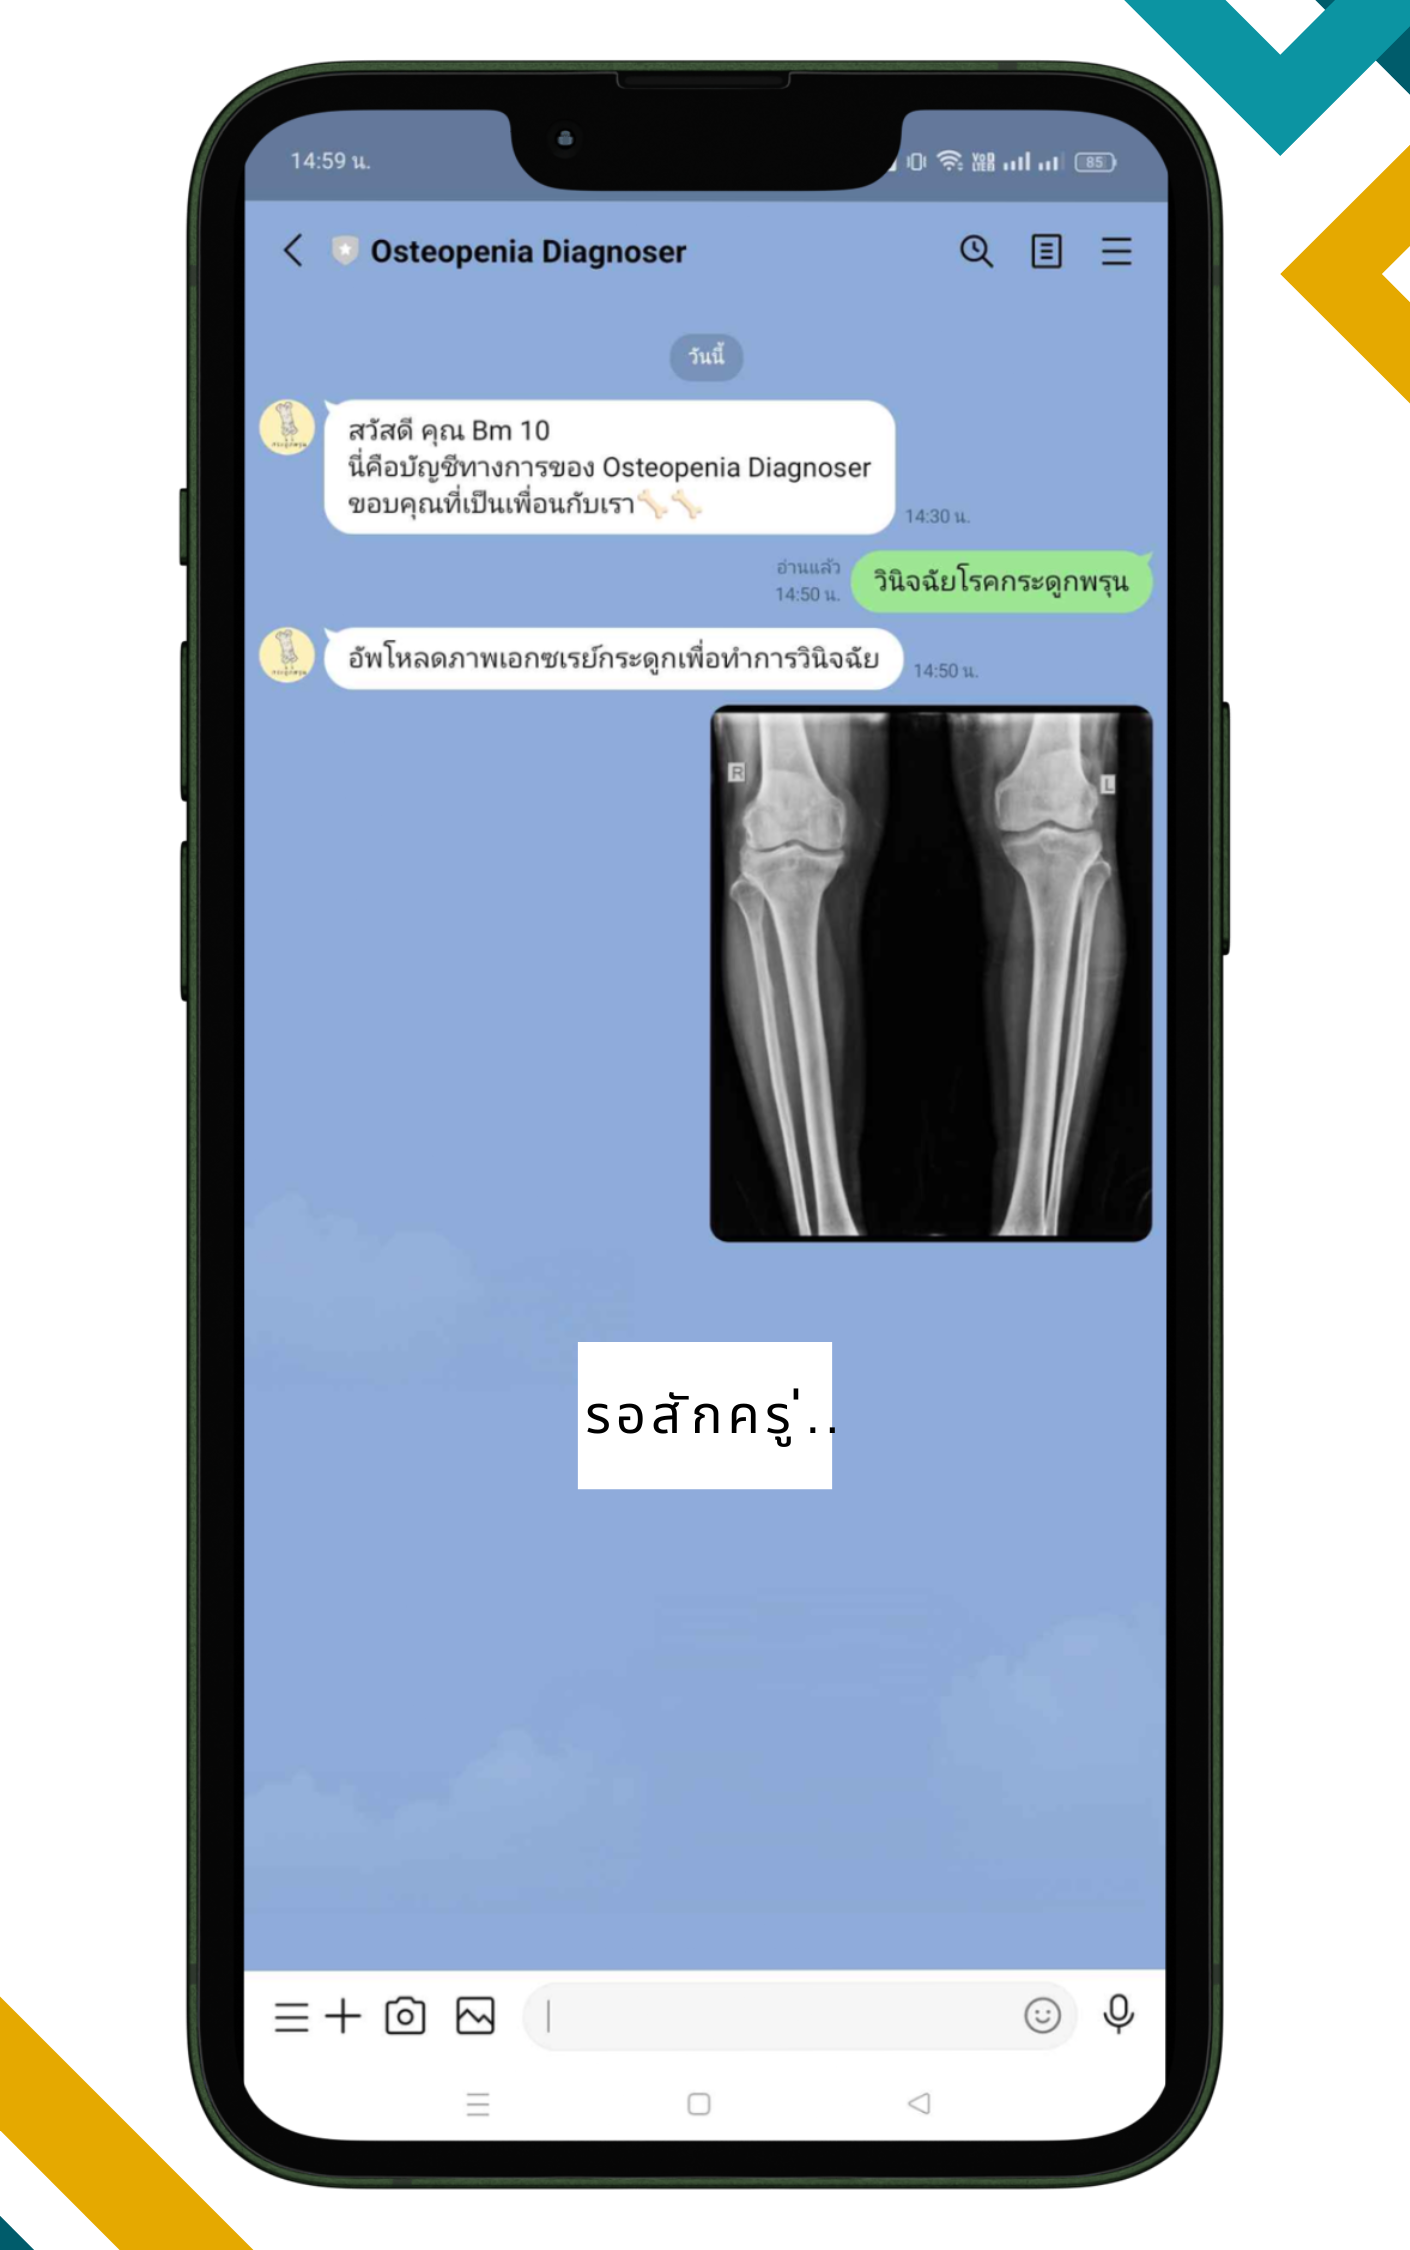 14:59 น.
85
Osteopenia Diagnoser
วันนี้
สวัสดี คุณ Bm 10
นี่คือบัญชีทางการของ Osteopenia Diagnoser
ขอบคุณที่เป็นเพื่อนกับเรา🦴🦴
14:30 น.
อ่านแล้ว
14:50 น.
วินิจฉัยโรคกระดูกพรุน
อัพโหลดภาพเอกซเรย์กระดูกเพื่อทำการวินิจฉัย
14:50 น.
R
L
รอสักครู่..